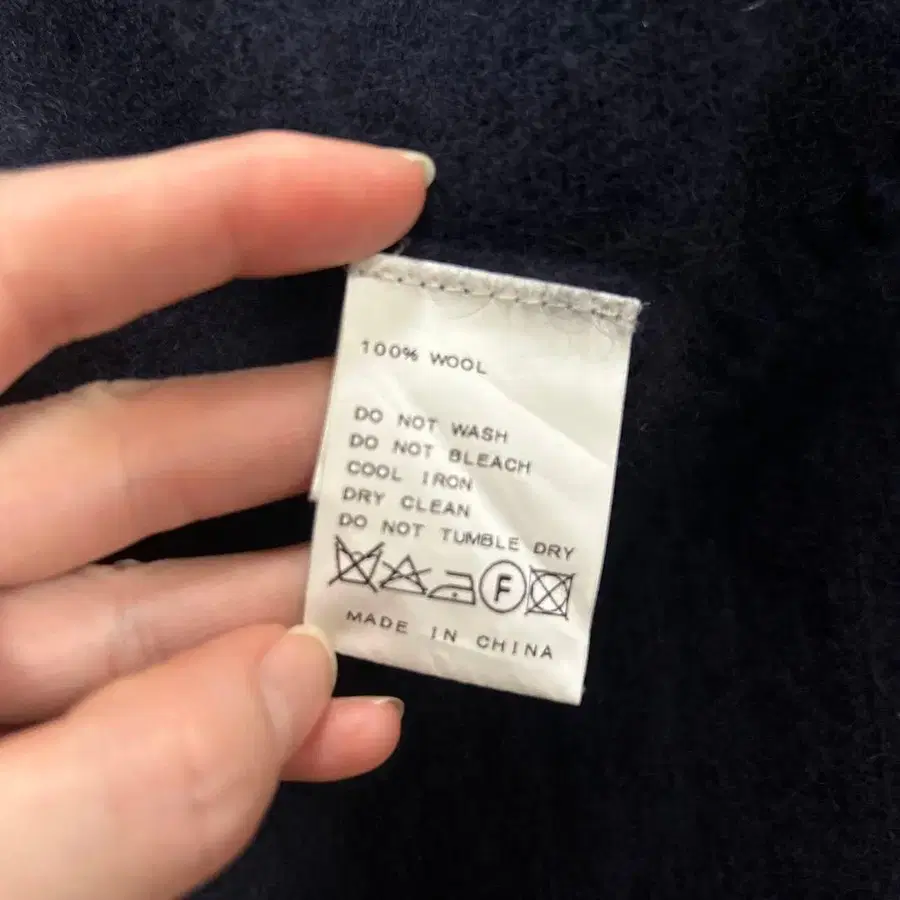 100% WOOL
DO NOT WASH
DO NOT BLEACH
COOL IRON
DRY CLEAN
DO NOT TUMBLE DRY
F
MADE IN CHINA